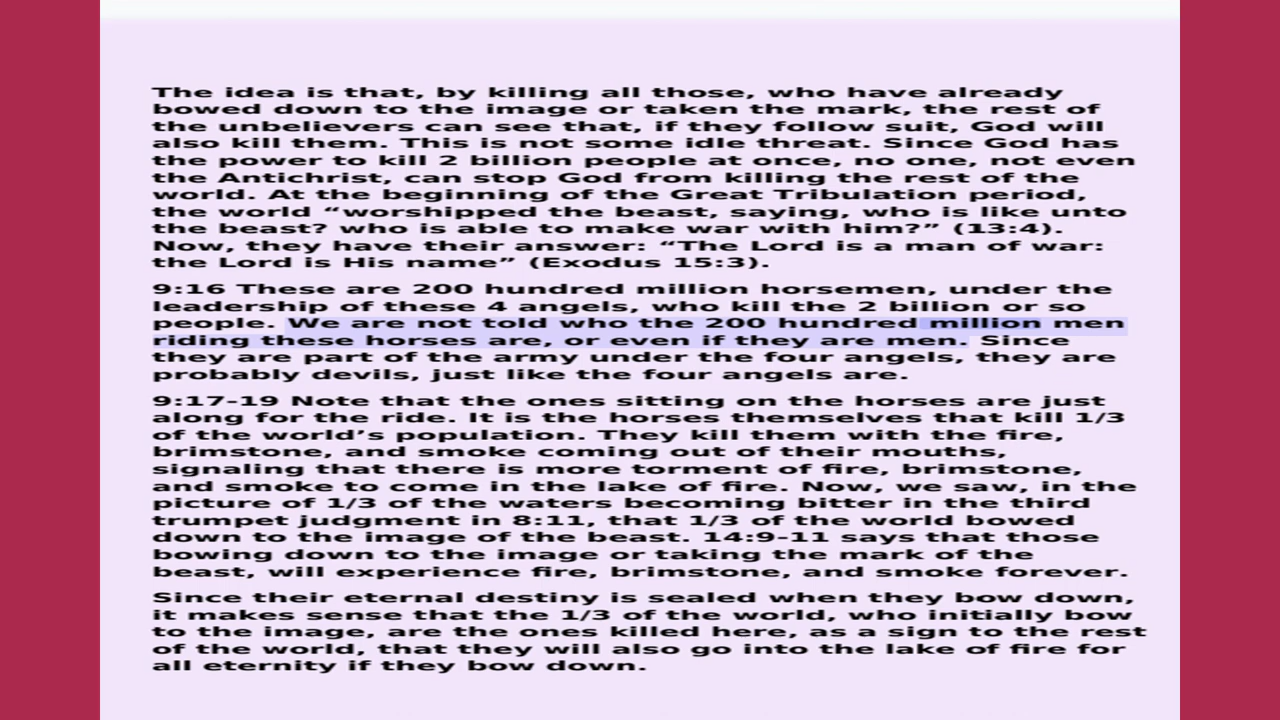 The idea is that, by killing all those, who have already
bowed down to the image or taken the mark, the rest of
the unbelievers can see that, if they follow suit, God will
also kill them. This is not some idle threat. Since God has
the power to kill 2 billion people at once, no one, not even
the Antichrist, can stop God from killing the rest of the
world. At the beginning of the Great Tribulation period,
the world “worshipped the beast, saying, who is like unto
the beast? who is able to make war with him?” (13:4).
Now, they have their answer: “The Lord is a man of war:
the Lord is His name” (Exodus 15:3).
9:16 These are 200 hundred million horsemen, under the
leadership of these 4 angels, who kill the 2 billion or so
people. We are not told who the 200 hundred million men
riding these horses are, or even if they are men. Since
they are part of the army under the four angels, they are
probably devils, just like the four angels are.
9:17-19 Note that the ones sitting on the horses are just
along for the ride. It is the horses themselves that kill 1/3
of the world’s population. They kill them with the fire,
brimstone, and smoke coming out of their mouths,
signaling that there is more torment of fire, brimstone,
and smoke to come in the lake of fire. Now, we saw, in the
picture of 1/3 of the waters becoming bitter in the third
trumpet judgment in 8:11, that 1/3 of the world bowed
down to the image of the beast. 14:9-11 says that those
bowing down to the image or taking the mark of the
beast, will experience fire, brimstone, and smoke forever.
Since their eternal destiny is sealed when they bow down,
it makes sense that the 1/3 of the world, who initially bow
to the image, are the ones killed here, as a sign to the rest
of the world, that they will also go into the lake of fire for
all eternity if they bow down.